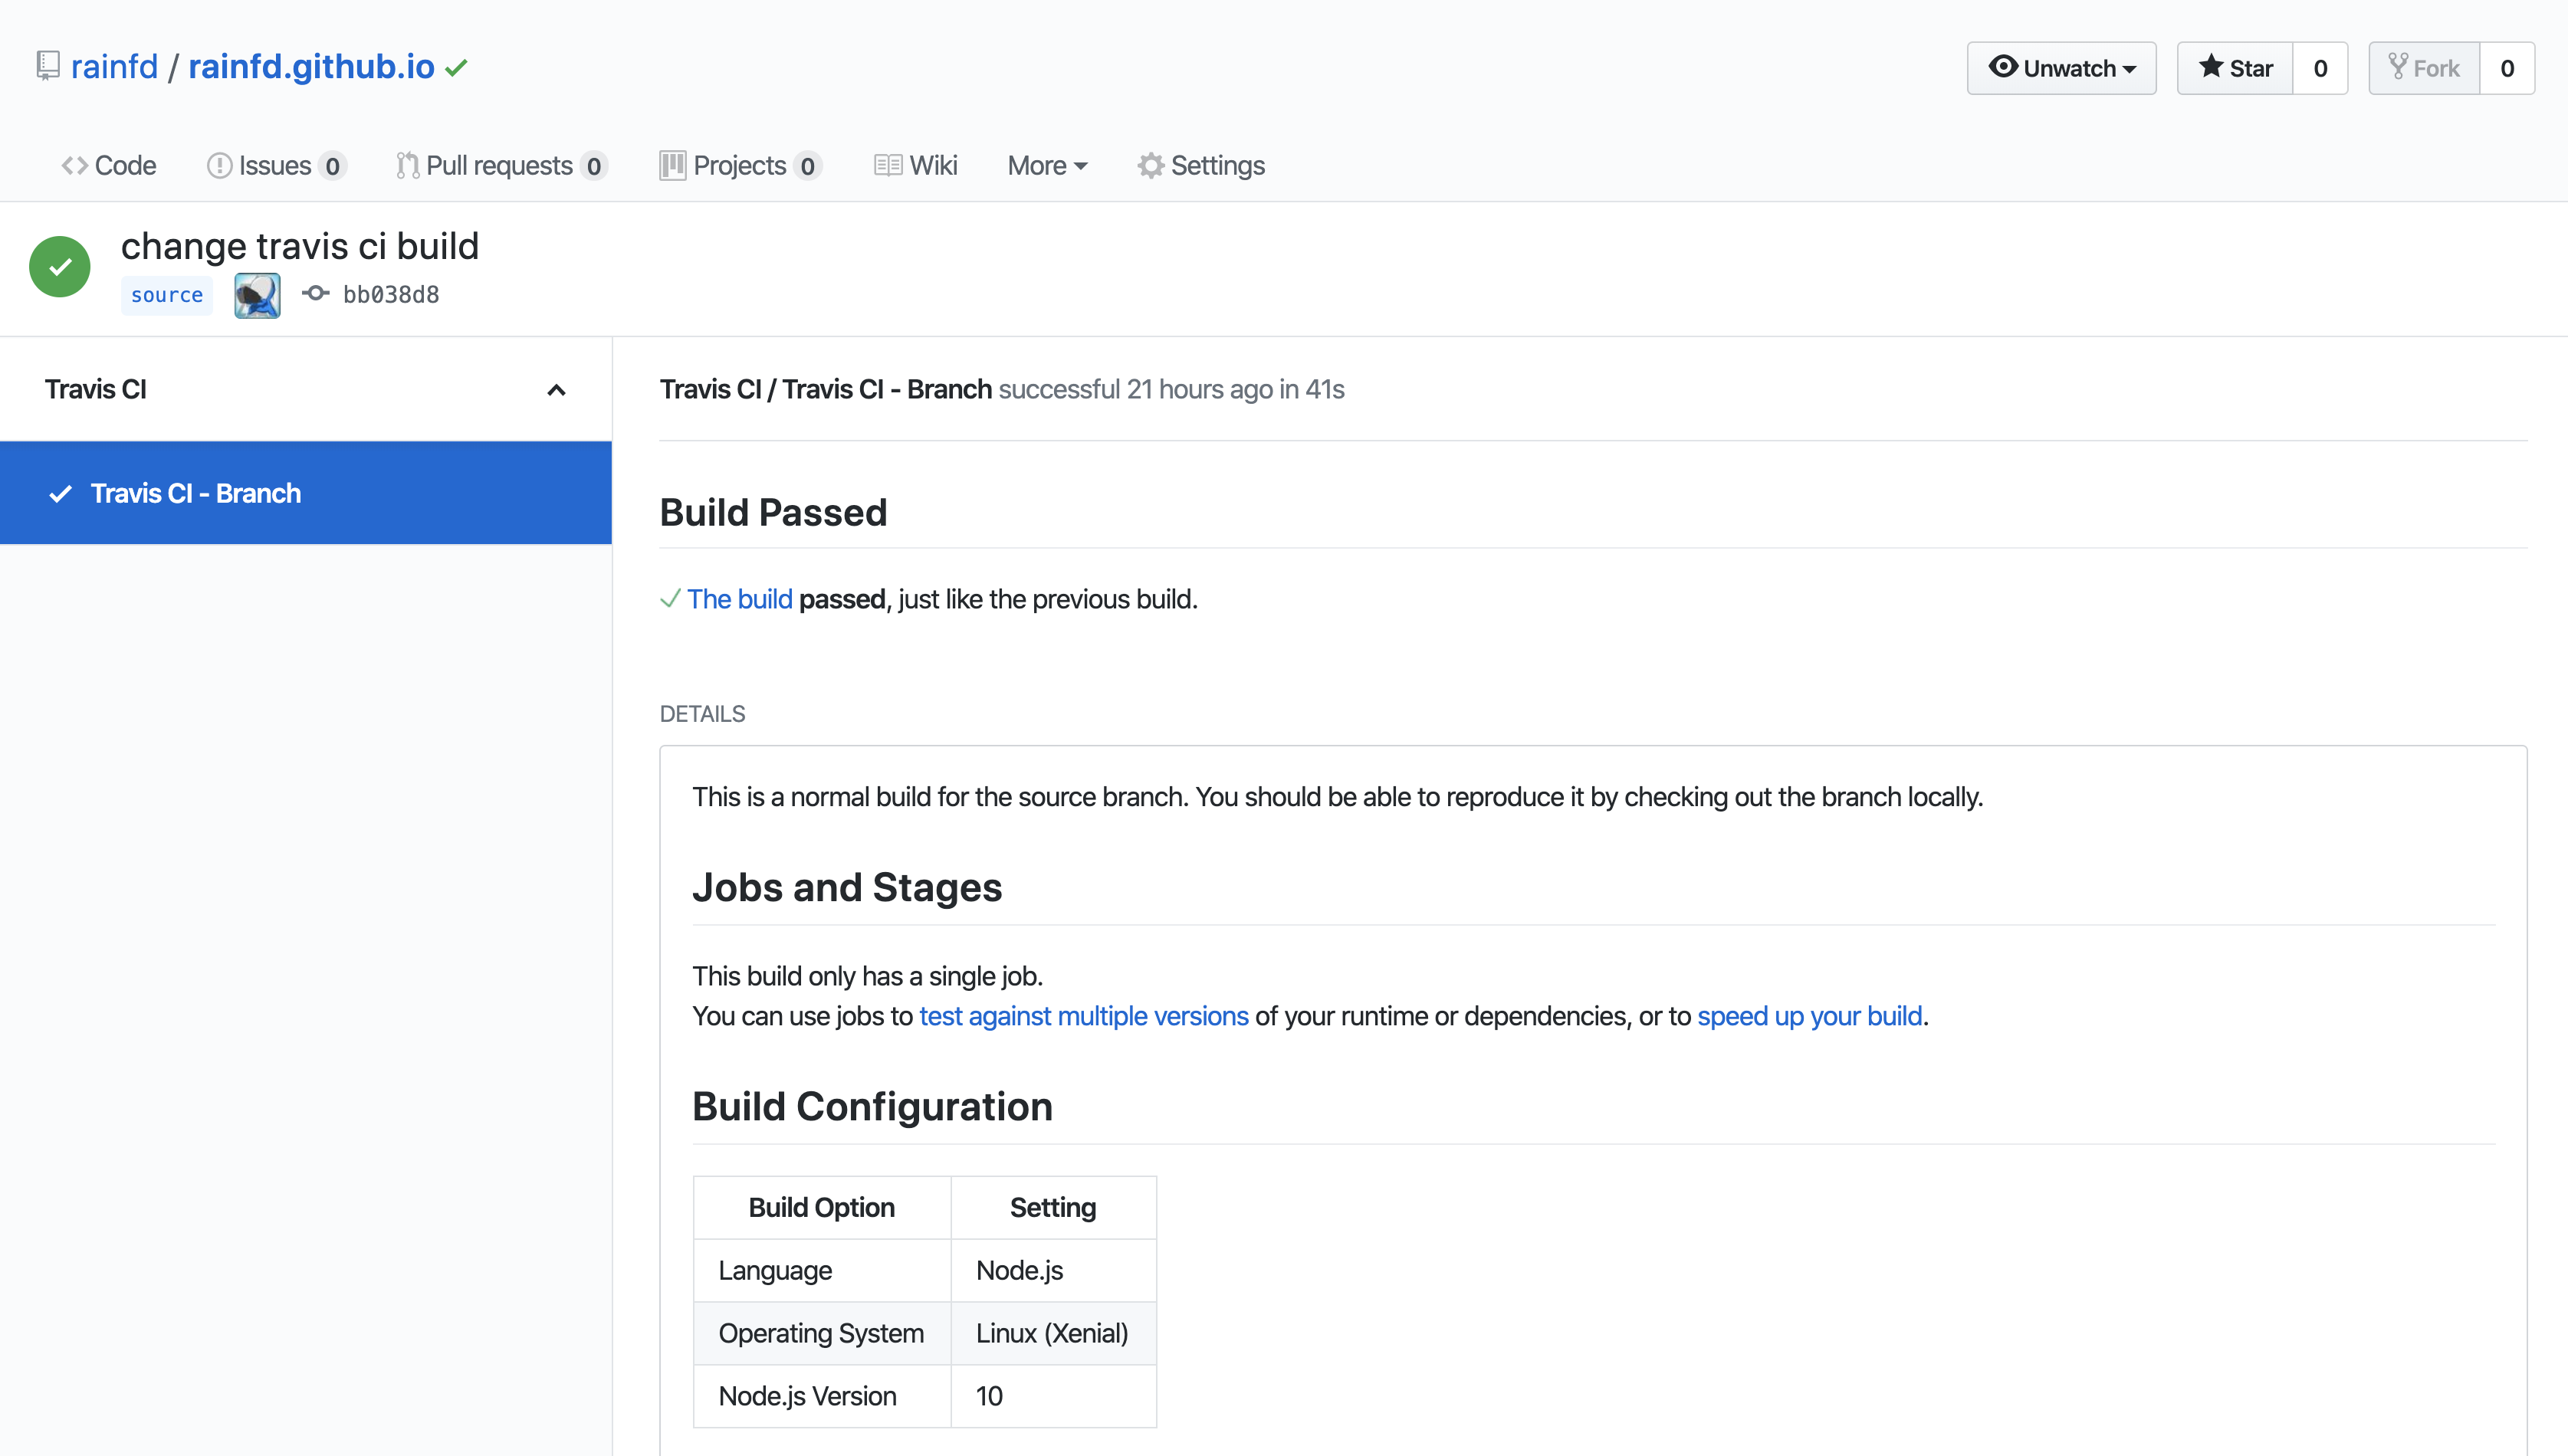 rainfd / rainfd.github.io
Unwatch
Star 0
Fork 0
Code
Issues 0
Pull requests 0
Projects 0
Wiki
More
Settings
change travis ci build
source
bb038d8
Travis CI
Travis CI - Branch
Travis CI / Travis CI - Branch successful 21 hours ago in 41s
Build Passed
The build passed, just like the previous build.
DETAILS
This is a normal build for the source branch. You should be able to reproduce it by checking out the branch locally.
Jobs and Stages
This build only has a single job.
You can use jobs to test against multiple versions of your runtime or dependencies, or to speed up your build.
Build Configuration
Build Option Setting
Language Node.js
Operating System Linux (Xenial)
Node.js Version 10